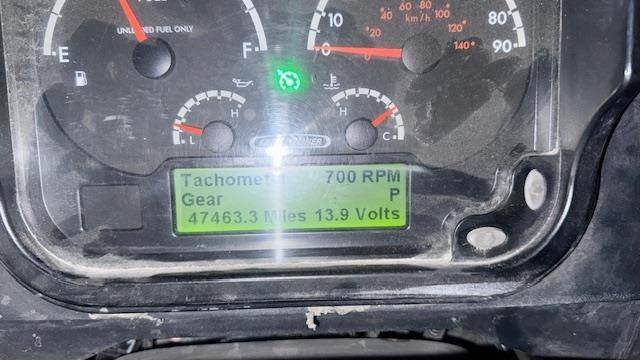 UNLEADED FUEL ONLY
E F
0 10 80 90
40 60 80 100 120 140
km/h
L H
H C
Tachomet 700 RPM
Gear P
47463.3 Miles 13.9 Volts